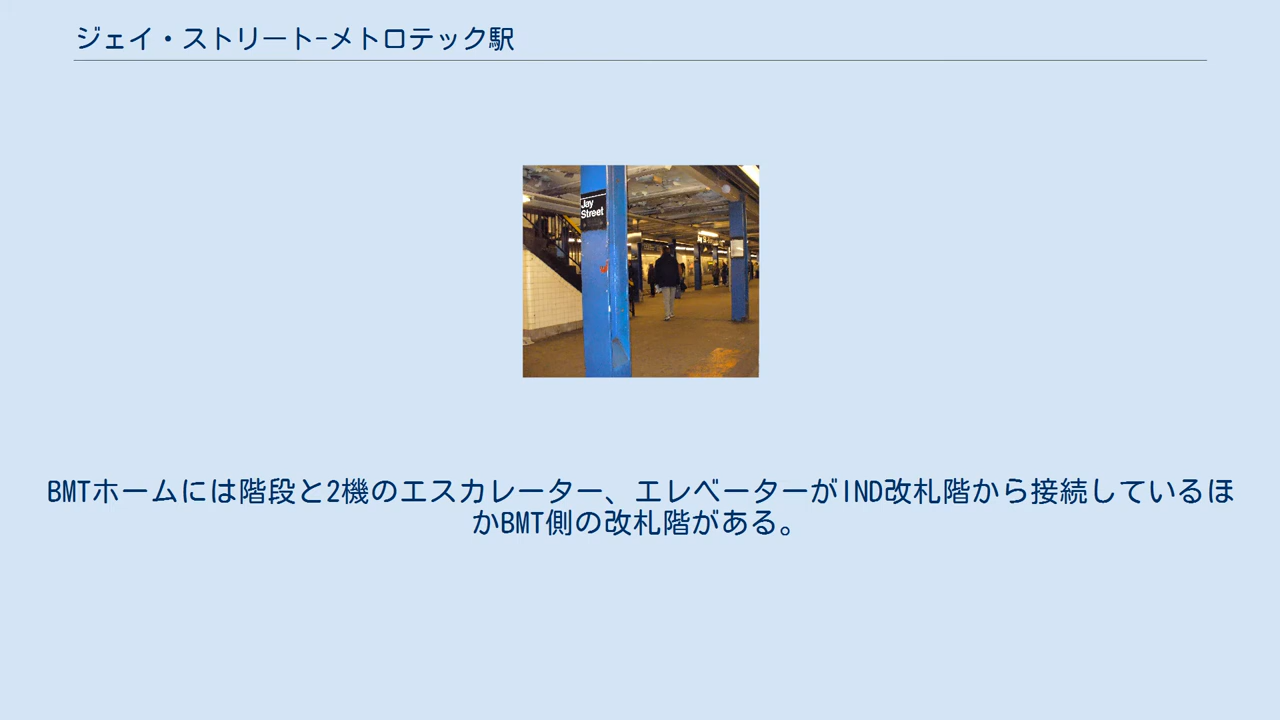 ジェイ・ストリート-メトロテック駅
Jay
Street
BMTホームには階段と2機のエスカレーター、エレベーターがIND改札階から接続しているほ
かBMT側の改札階がある。